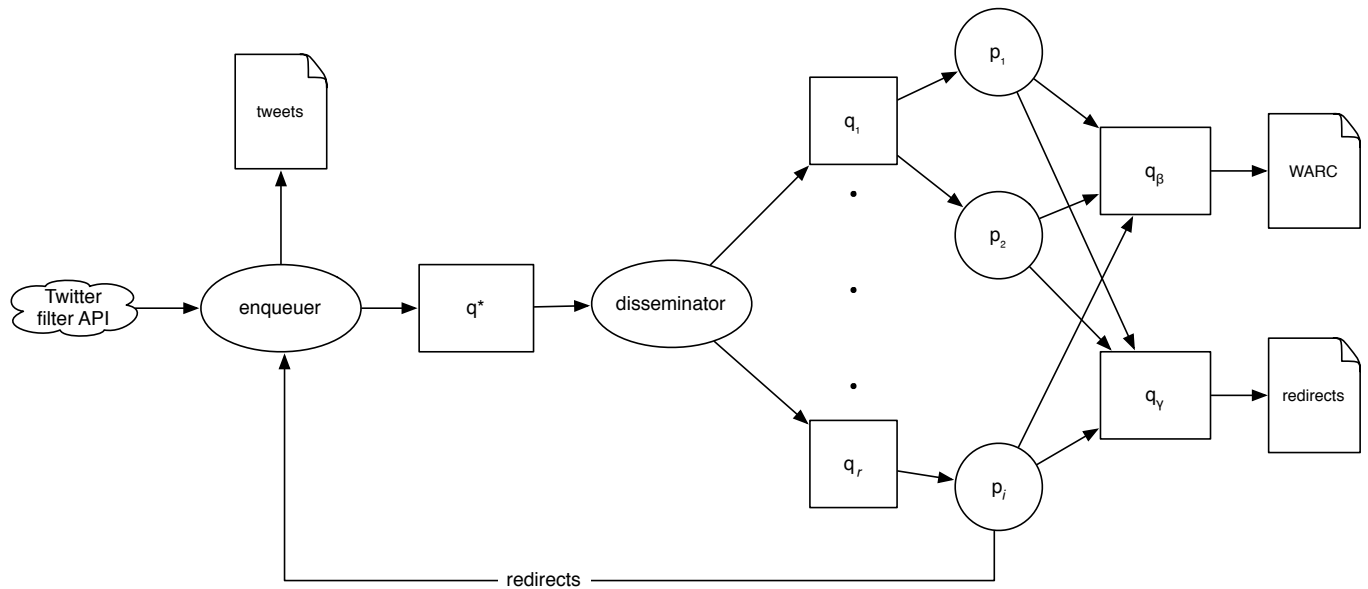 p₁
tweets
q₁
q_β
WARC
p₂
Twitter
filter API
enqueuer
q*
disseminator
q_γ
redirects
q_r
p_i
redirects